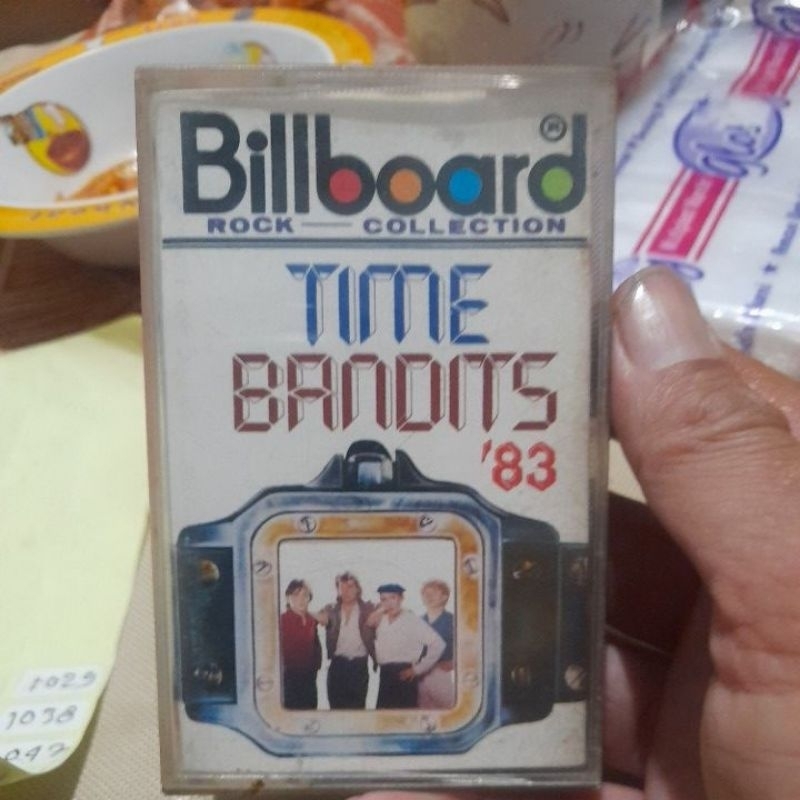 Billboard
®
ROCK COLLECTION
TIME
BANDITS
'83
1029
1038